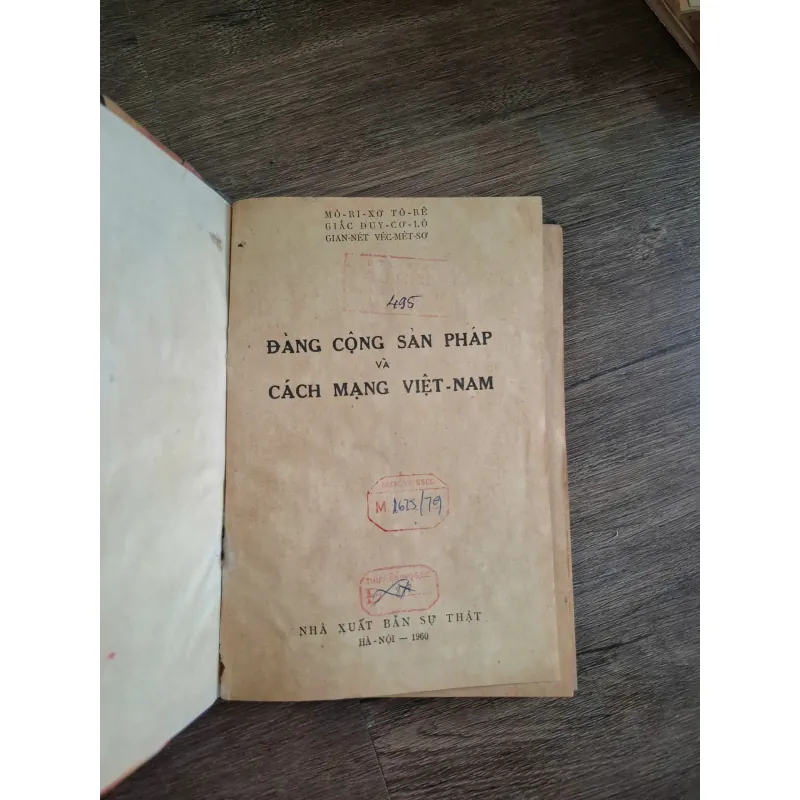 MÔ-RI-XƠ TÔ-RÊ
GIẮC ĐUY-CƠ-LÔ
GIAN-NÉT VÉC-MÉT-SƠ
495
ĐẢNG CỘNG SẢN PHÁP
VÀ
CÁCH MẠNG VIỆT-NAM
M 1675/79
NHÀ XUẤT BẢN SỰ THẬT
HÀ-NỘI — 1960